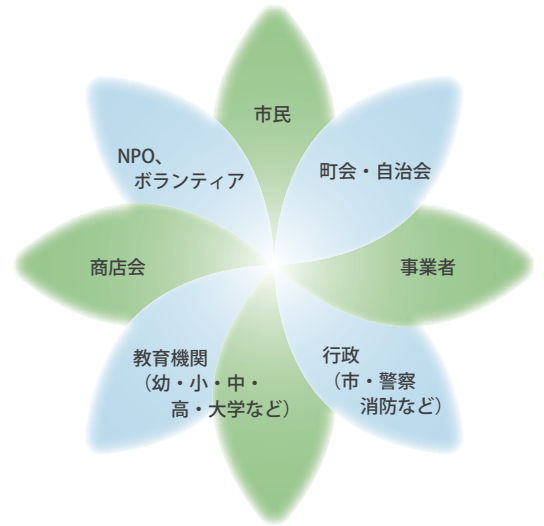 市民
NPO、
ボランティア
町会・自治会
商店会
事業者
教育機関
（幼・小・中・
高・大学など）
行政
（市・警察
消防など）